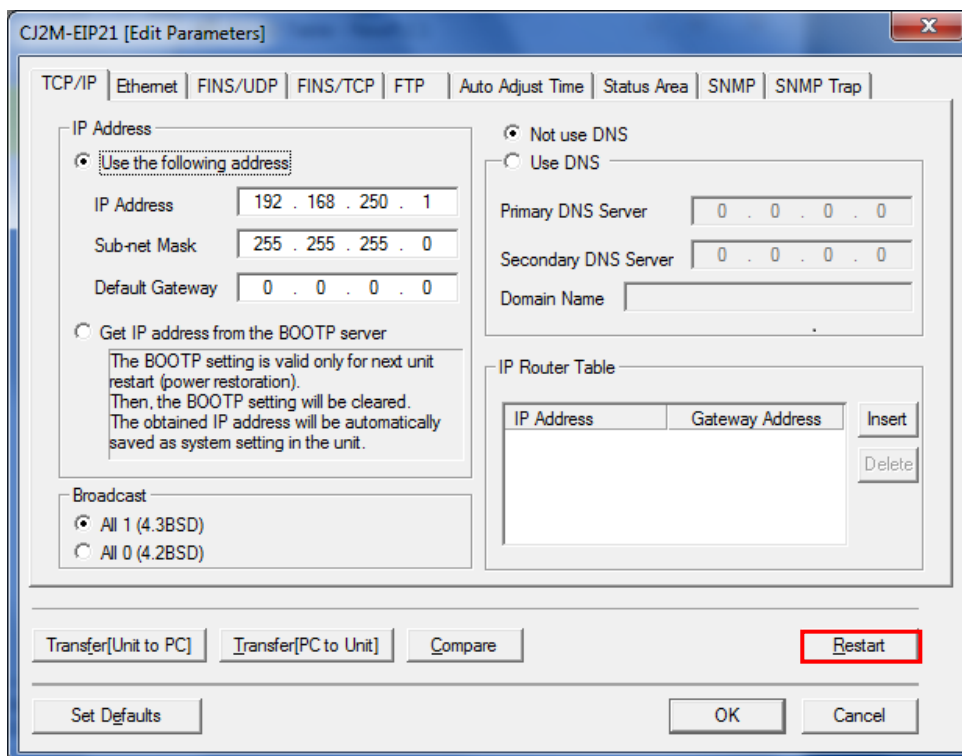 CJ2M-EIP21 [Edit Parameters]
TCP/IP Ethernet FINS/UDP FINS/TCP FTP Auto Adjust Time Status Area SNMP SNMP Trap
IP Address
Use the following address
IP Address 192 . 168 . 250 . 1
Sub-net Mask 255 . 255 . 255 . 0
Default Gateway 0 . 0 . 0 . 0
Get IP address from the BOOTP server
The BOOTP setting is valid only for next unit
restart (power restoration).
Then, the BOOTP setting will be cleared.
The obtained IP address will be automatically
saved as system setting in the unit.
Broadcast
All 1 (4.3BSD)
All 0 (4.2BSD)
Not use DNS
Use DNS
Primary DNS Server 0 . 0 . 0 . 0
Secondary DNS Server 0 . 0 . 0 . 0
Domain Name
IP Router Table
IP Address Gateway Address
Insert
Delete
Transfer[Unit to PC] Transfer[PC to Unit] Compare Restart
Set Defaults OK Cancel